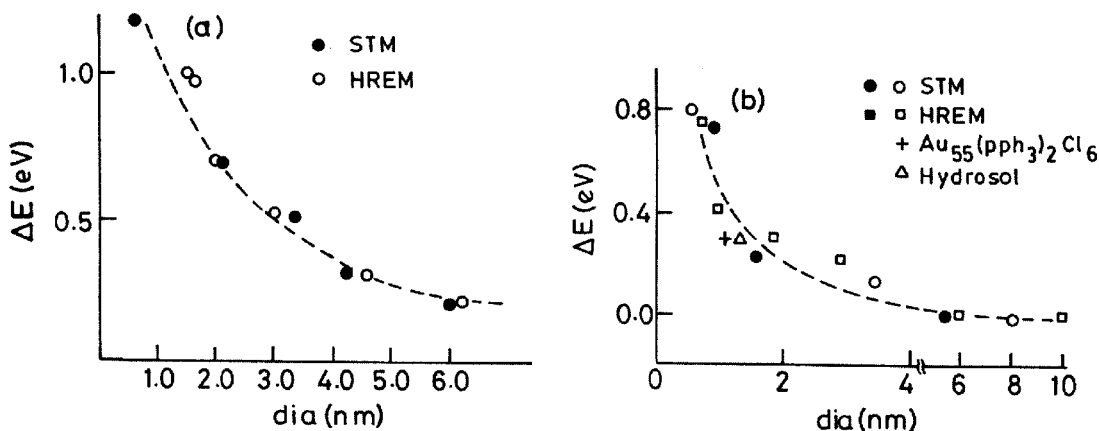 (a)
● STM
○ HREM
1.0
0.5
ΔE (eV)
1.0 2.0 3.0 4.0 5.0 6.0
dia (nm)
(b)
● ○ STM
■ □ HREM
+ Au₅₅(pph₃)₂Cl₆
△ Hydrosol
0.8
0.4
0.0
ΔE (eV)
0 2 4 6 8 10
dia (nm)